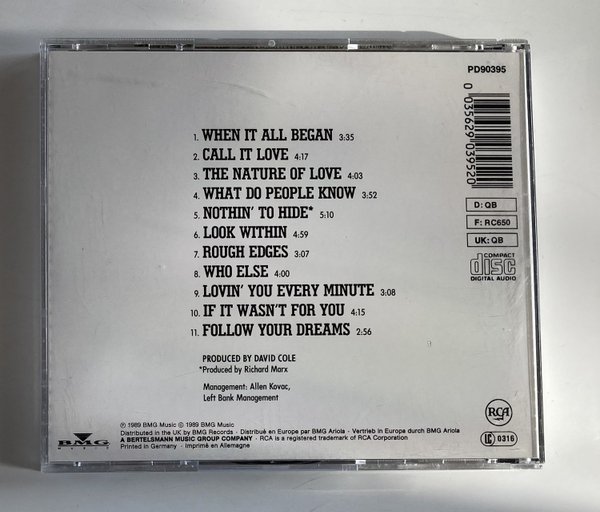 PD90395
0 035629 039520
1. WHEN IT ALL BEGAN 3:35
2. CALL IT LOVE 4:17
3. THE NATURE OF LOVE 4:03
4. WHAT DO PEOPLE KNOW 3:52
5. NOTHIN' TO HIDE* 5:10
6. LOOK WITHIN 4:59
7. ROUGH EDGES 3:07
8. WHO ELSE 4:00
9. LOVIN' YOU EVERY MINUTE 3:08
10. IF IT WASN'T FOR YOU 4:15
11. FOLLOW YOUR DREAMS 2:56
D: QB
F: RC650
UK: QB
COMPACT
disc
DIGITAL AUDIO
PRODUCED BY DAVID COLE
*Produced by Richard Marx
Management: Allen Kovac,
Left Bank Management
BMG
MUSIC
℗ 1989 BMG Music © 1989 BMG Music
Distributed in the UK by BMG Records · Distribué en Europe par BMG Ariola · Vertrieb in Europe durch BMG Ariola
A BERTELSMANN MUSIC GROUP COMPANY · RCA is a registered trademark of RCA Corporation
Printed in Germany · Imprimé en Allemagne
RCA
LC 0316